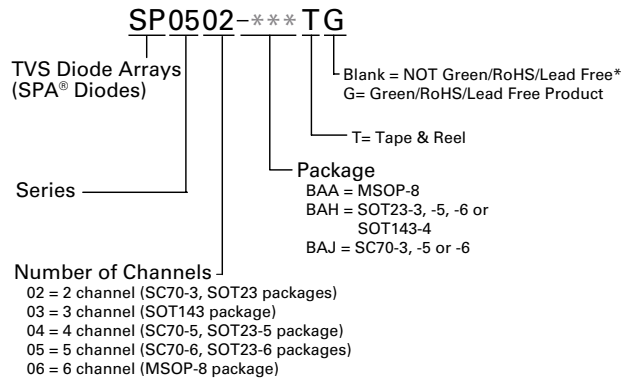 SP0502-***TG
TVS Diode Arrays
(SPA® Diodes)
Blank = NOT Green/RoHS/Lead Free*
G= Green/RoHS/Lead Free Product
T= Tape & Reel
Series
Package
BAA = MSOP-8
BAH = SOT23-3, -5, -6 or
SOT143-4
BAJ = SC70-3, -5 or -6
Number of Channels
02 = 2 channel (SC70-3, SOT23 packages)
03 = 3 channel (SOT143 package)
04 = 4 channel (SC70-5, SOT23-5 package)
05 = 5 channel (SC70-6, SOT23-6 packages)
06 = 6 channel (MSOP-8 package)